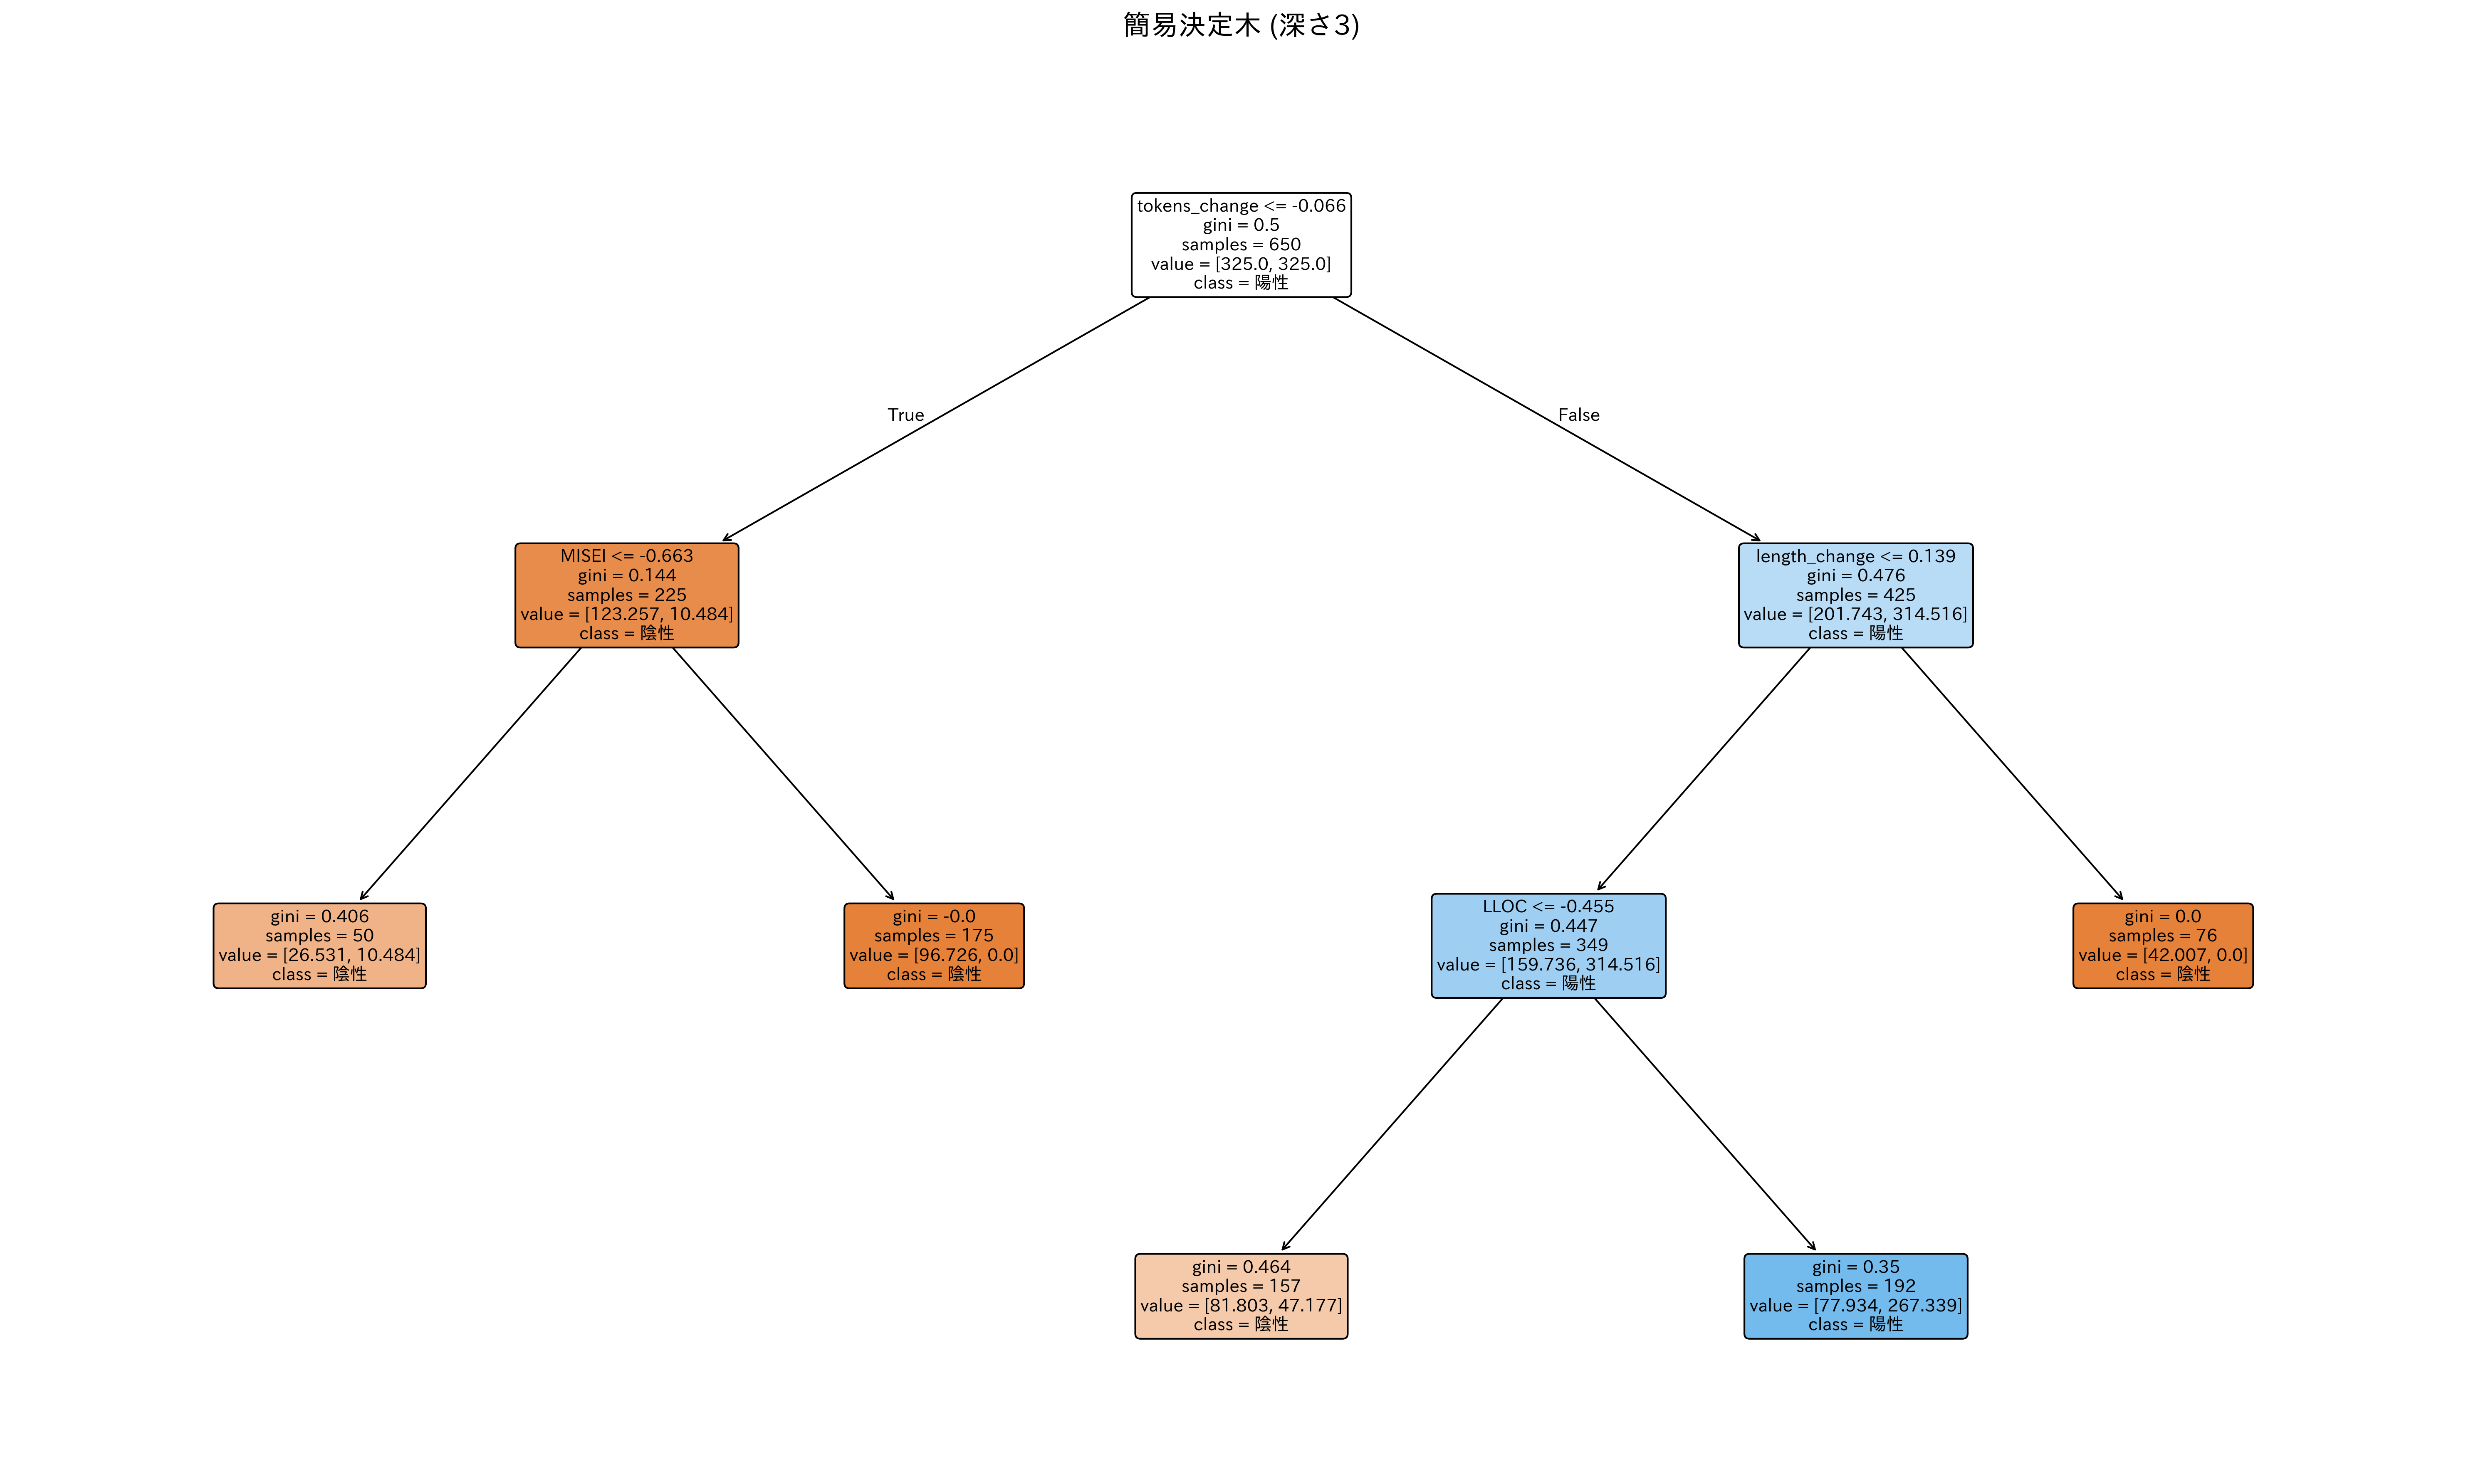 簡易決定木 (深さ3)
tokens_change <= -0.066
gini = 0.5
samples = 650
value = [325.0, 325.0]
class = 陽性
True
False
MISEI <= -0.663
gini = 0.144
samples = 225
value = [123.257, 10.484]
class = 陰性
length_change <= 0.139
gini = 0.476
samples = 425
value = [201.743, 314.516]
class = 陽性
gini = 0.406
samples = 50
value = [26.531, 10.484]
class = 陰性
gini = -0.0
samples = 175
value = [96.726, 0.0]
class = 陰性
LLOC <= -0.455
gini = 0.447
samples = 349
value = [159.736, 314.516]
class = 陽性
gini = 0.0
samples = 76
value = [42.007, 0.0]
class = 陰性
gini = 0.464
samples = 157
value = [81.803, 47.177]
class = 陰性
gini = 0.35
samples = 192
value = [77.934, 267.339]
class = 陽性